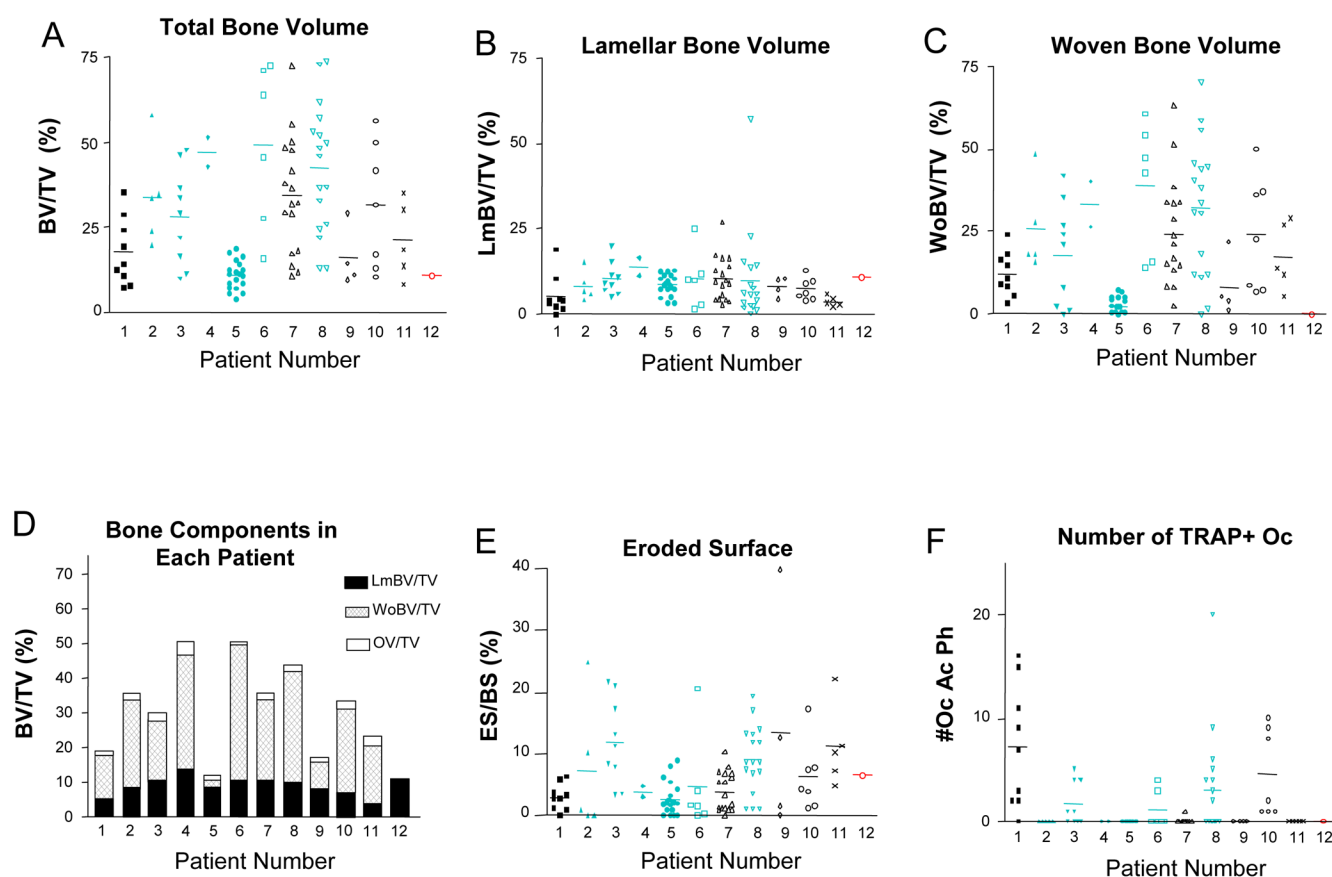 A
Total Bone Volume
BV/TV (%)
75
50
25
0
1 2 3 4 5 6 7 8 9 10 11 12
Patient Number
B
Lamellar Bone Volume
LmBV/TV (%)
75
50
25
0
1 2 3 4 5 6 7 8 9 10 11 12
Patient Number
C
Woven Bone Volume
WoBV/TV (%)
75
50
25
0
1 2 3 4 5 6 7 8 9 10 11 12
Patient Number
D
Bone Components in
Each Patient
BV/TV (%)
70
60
50
40
30
20
10
0
LmBV/TV
WoBV/TV
OV/TV
1 2 3 4 5 6 7 8 9 10 11 12
Patient Number
E
Eroded Surface
ES/BS (%)
40
30
20
10
0
1 2 3 4 5 6 7 8 9 10 11 12
Patient Number
F
Number of TRAP+ Oc
#Oc Ac Ph
20
10
0
1 2 3 4 5 6 7 8 9 10 11 12
Patient Number